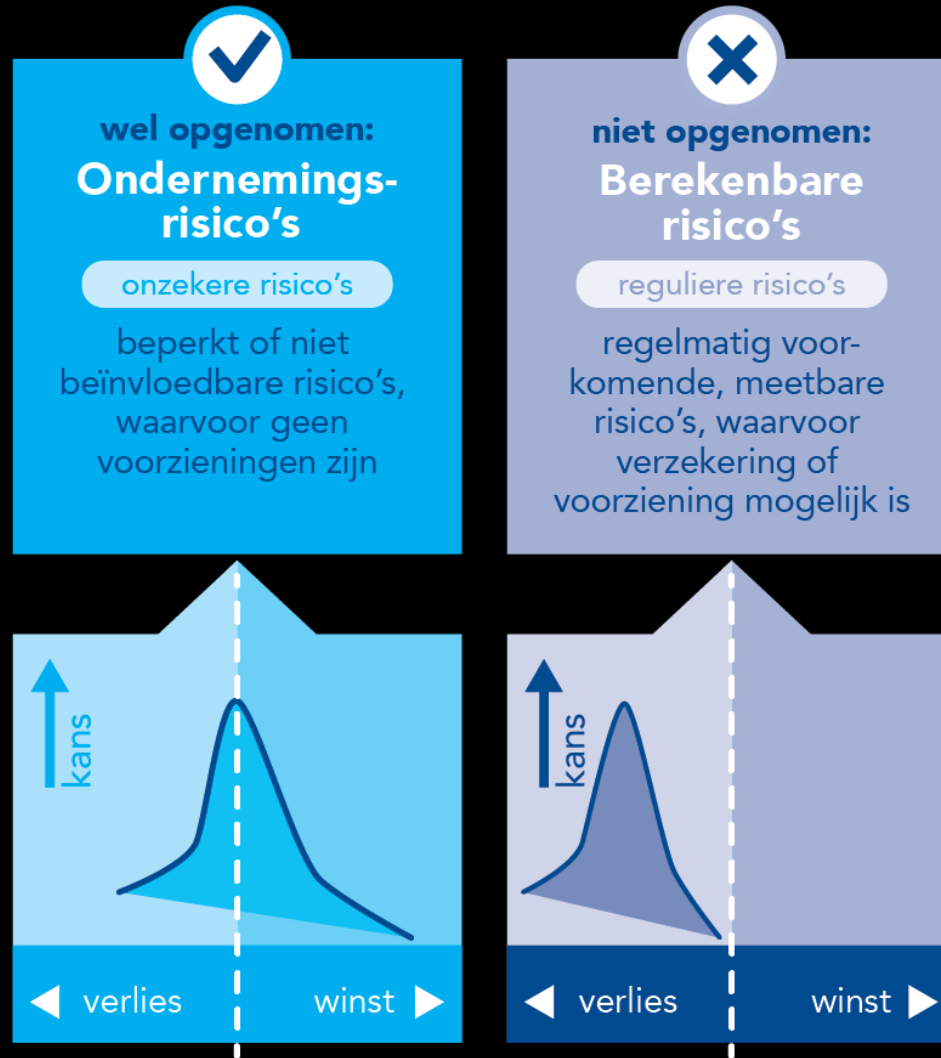 wel opgenomen:
Ondernemings-
risico's
onzekere risico's
beperkt of niet
beïnvloedbare risico's,
waarvoor geen
voorzieningen zijn
kans
verlies
winst
niet opgenomen:
Berekenbare
risico's
reguliere risico's
regelmatig voor-
komende, meetbare
risico's, waarvoor
verzekering of
voorziening mogelijk is
kans
verlies
winst